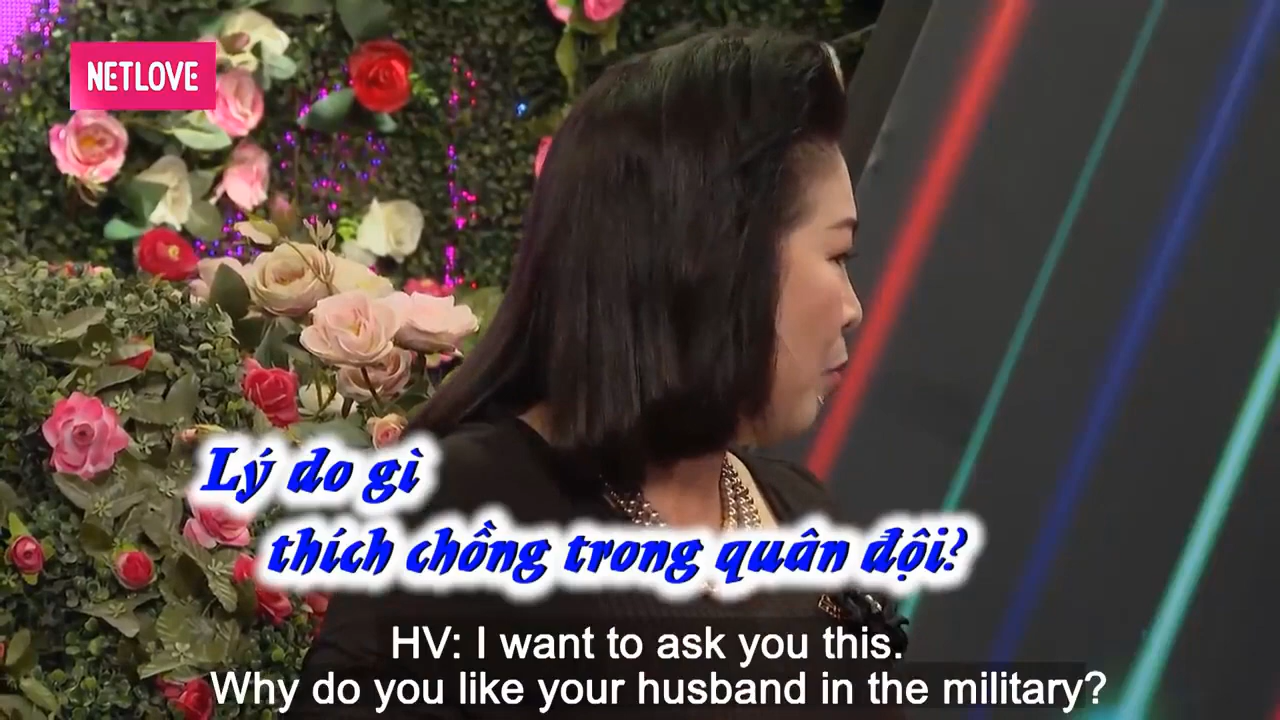 NETLOVE
Lý do gì
thích chồng trong quân đội?
HV: I want to ask you this.
Why do you like your husband in the military?